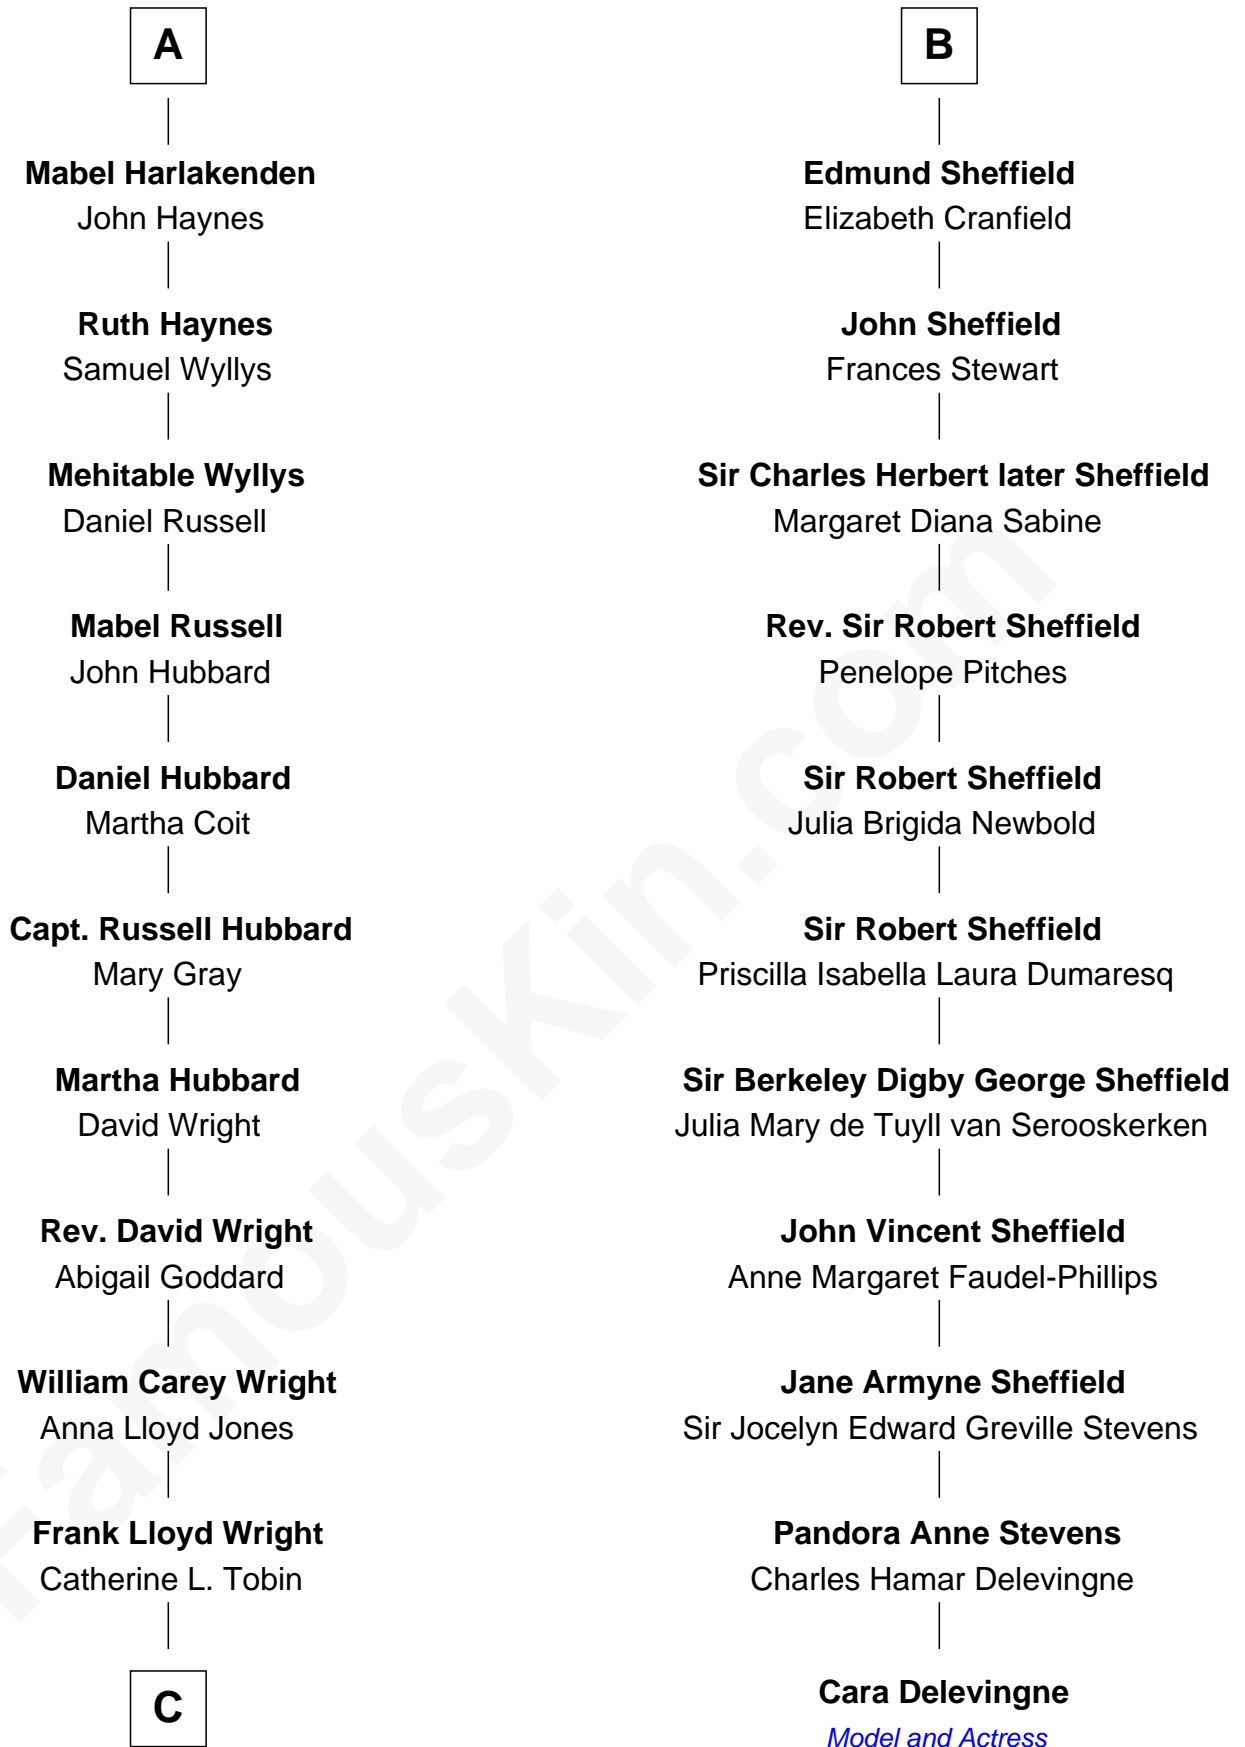 A
Mabel Harlakenden
John Haynes
Ruth Haynes
Samuel Wyllys
Mehitable Wyllys
Daniel Russell
Mabel Russell
John Hubbard
Daniel Hubbard
Martha Coit
Capt. Russell Hubbard
Mary Gray
Martha Hubbard
David Wright
Rev. David Wright
Abigail Goddard
William Carey Wright
Anna Lloyd Jones
Frank Lloyd Wright
Catherine L. Tobin
C
B
Edmund Sheffield
Elizabeth Cranfield
John Sheffield
Frances Stewart
Sir Charles Herbert later Sheffield
Margaret Diana Sabine
Rev. Sir Robert Sheffield
Penelope Pitches
Sir Robert Sheffield
Julia Brigida Newbold
Sir Robert Sheffield
Priscilla Isabella Laura Dumaresq
Sir Berkeley Digby George Sheffield
Julia Mary de Tuyll van Serooskerken
John Vincent Sheffield
Anne Margaret Faudel-Phillips
Jane Armyne Sheffield
Sir Jocelyn Edward Greville Stevens
Pandora Anne Stevens
Charles Hamar Delevingne
Cara Delevingne
Model and Actress
FamousKin.com